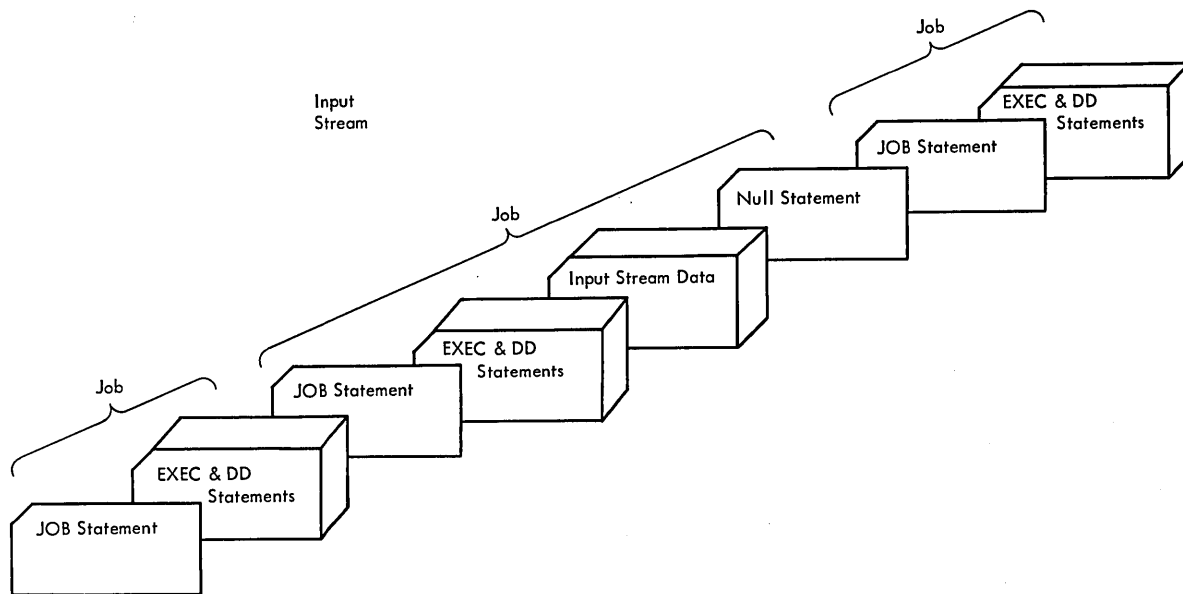 Job
Input
Stream
EXEC & DD
Statements
JOB Statement
Null Statement
Job
Input Stream Data
EXEC & DD
Statements
JOB Statement
Job
EXEC & DD
Statements
JOB Statement